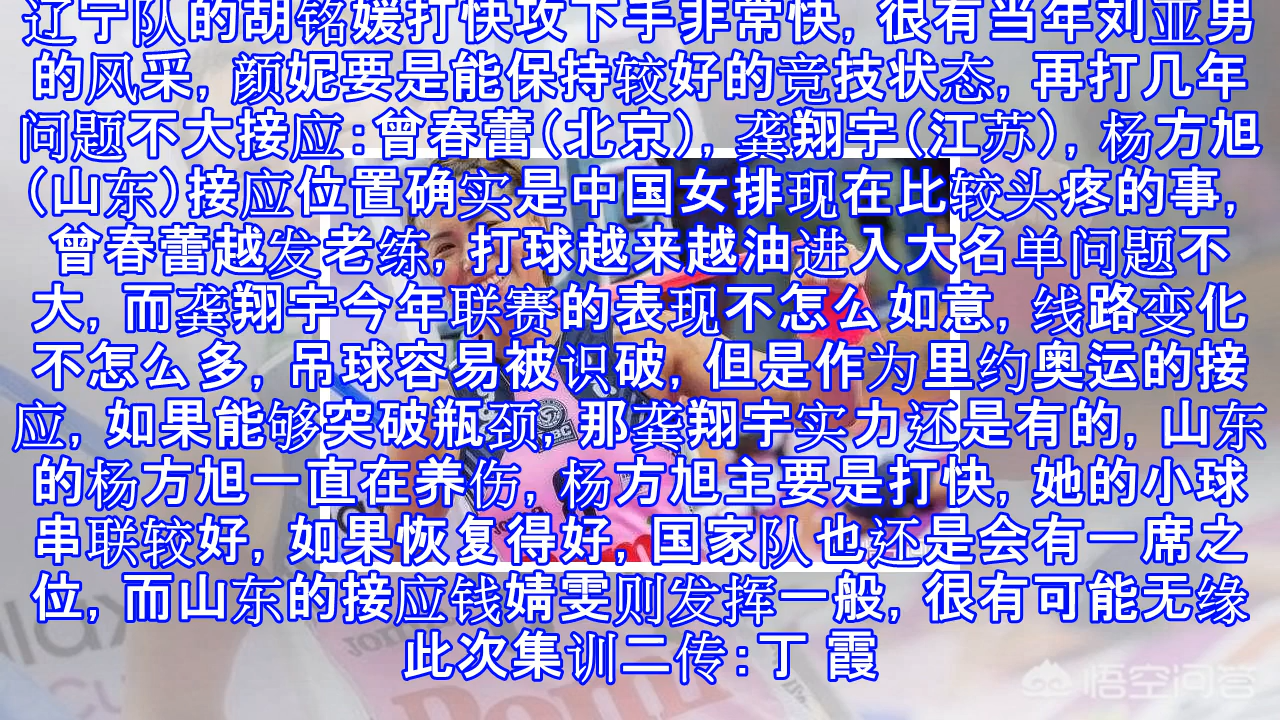 辽宁队的胡铭媛打快攻下手非常快，很有当年刘亚男
的风采，颜妮要是能保持较好的竞技状态，再打几年
问题不大接应：曾春蕾（北京），龚翔宇（江苏），杨方旭
（山东）接应位置确实是中国女排现在比较头疼的事，
曾春蕾越发老练，打球越来越油进入大名单问题不
大，而龚翔宇今年联赛的表现不怎么如意，线路变化
不怎么多，吊球容易被识破，但是作为里约奥运的接
应，如果能够突破瓶颈，那龚翔宇实力还是有的，山东
的杨方旭一直在养伤，杨方旭主要是打快，她的小球
串联较好，如果恢复得好，国家队也还是会有一席之
位，而山东的接应钱婧雯则发挥一般，很有可能无缘
此次集训二传：丁 霞
悟空问答